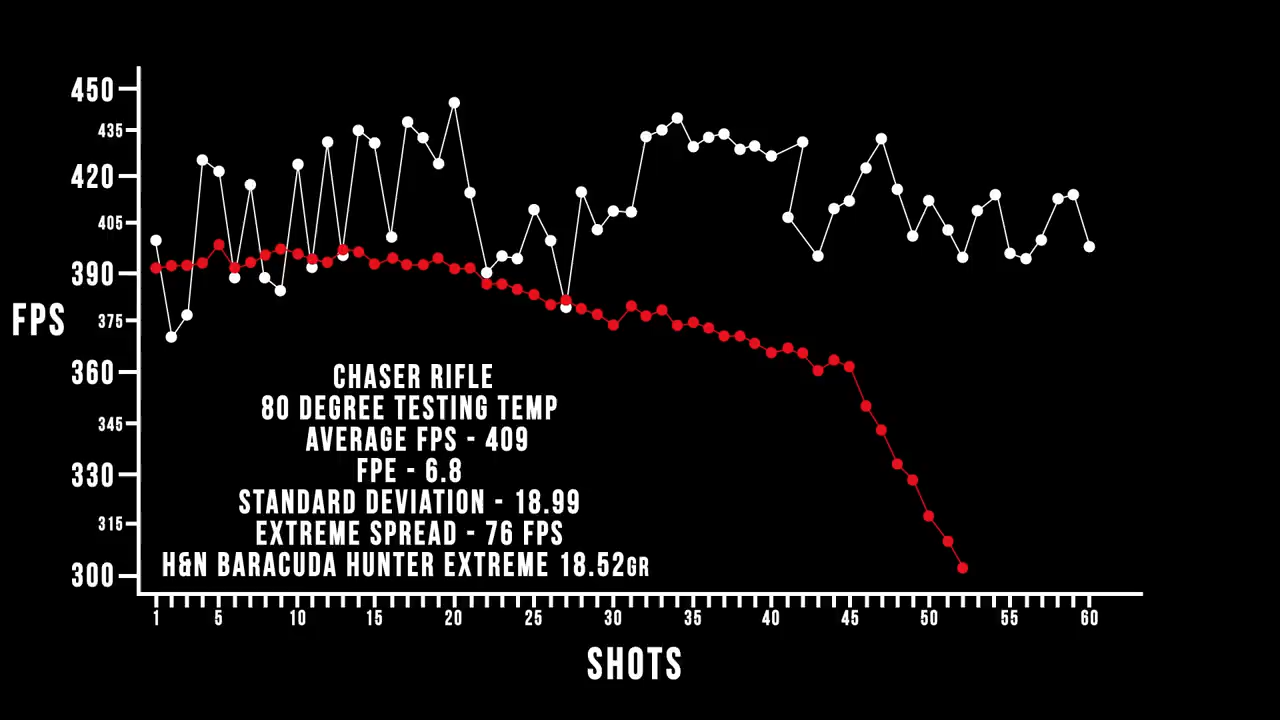 450
435
420
405
390
FPS
375
360
345
330
315
300
CHASER RIFLE
80 DEGREE TESTING TEMP
AVERAGE FPS - 409
FPE - 6.8
STANDARD DEVIATION - 18.99
EXTREME SPREAD - 76 FPS
H&N BARACUDA HUNTER EXTREME 18.52GR
1 5 10 15 20 25 30 35 40 45 50 55 60
SHOTS